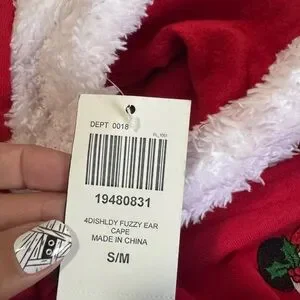 DEPT 0018
19480831
4DISHLDY FUZZY EAR
CAPE
MADE IN CHINA
S/M